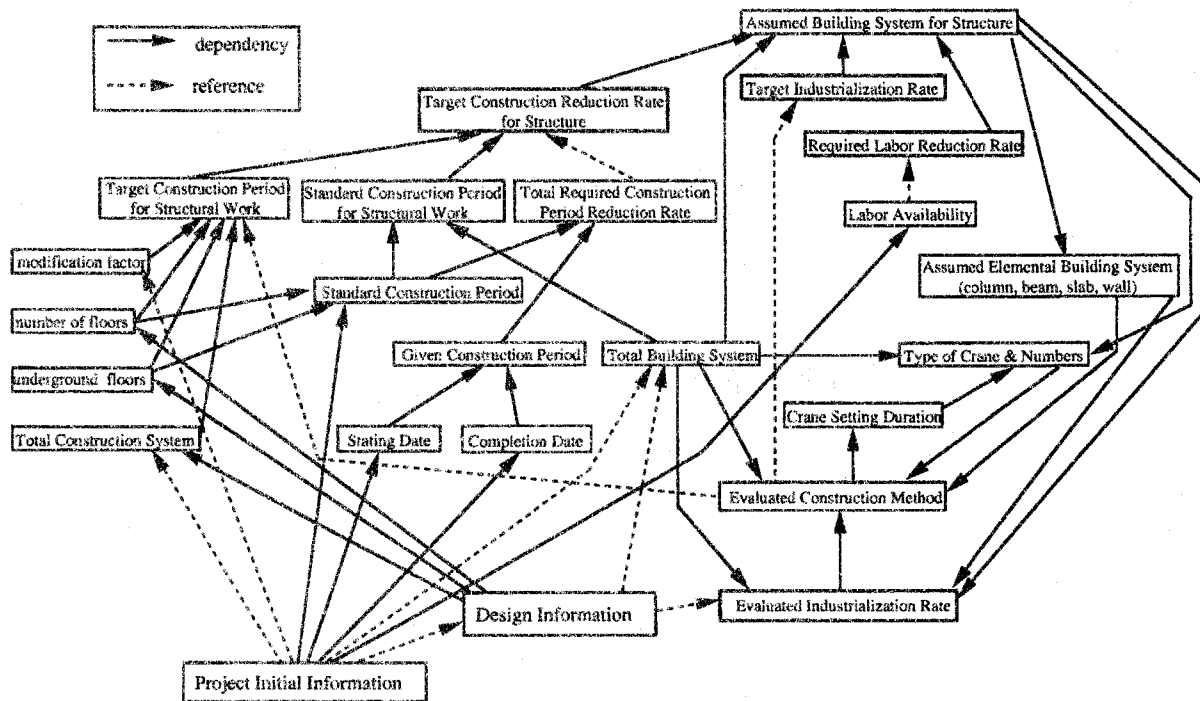 Assumed Building System for Structure
dependency
reference
Target Industrialization Rate
Target Construction Reduction Rate
for Structure
Required Labor Reduction Rate
Target Construction Period
for Structural Work
Standard Construction Period
for Structural Work
Total Required Construction
Period Reduction Rate
Labor Availability
modification factor
Assumed Elemental Building System
(column, beam, slab, wall)
Standard Construction Period
number of floors
Given Construction Period
Total Building System
Type of Crane & Numbers
underground floors
Crane Setting Duration
Total Construction System
Stating Date
Completion Date
Evaluated Construction Method
Design Information
Evaluated Industrialization Rate
Project Initial Information